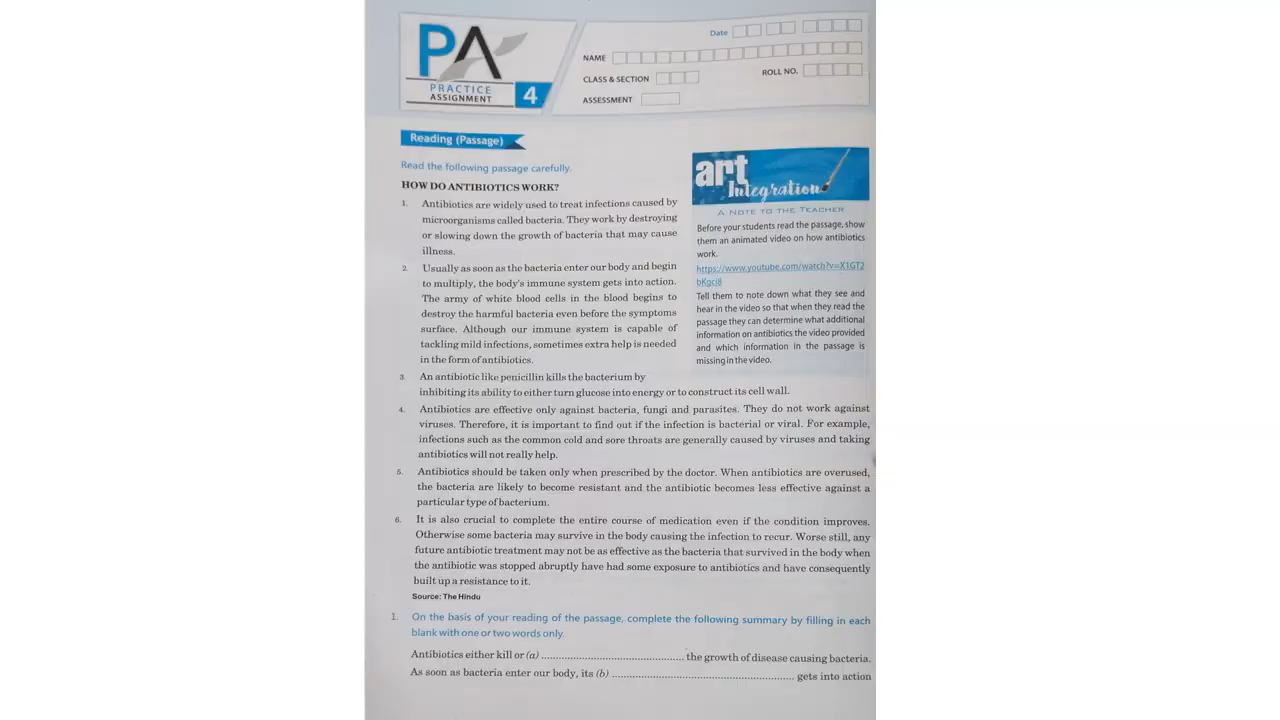 PA
PRACTICE
ASSIGNMENT
4
Date
NAME
CLASS & SECTION
ROLL NO.
ASSESSMENT
Reading (Passage)
Read the following passage carefully.
HOW DO ANTIBIOTICS WORK?
1. Antibiotics are widely used to treat infections caused by
microorganisms called bacteria. They work by destroying
or slowing down the growth of bacteria that may cause
illness.
2. Usually as soon as the bacteria enter our body and begin
to multiply, the body's immune system gets into action.
The army of white blood cells in the blood begins to
destroy the harmful bacteria even before the symptoms
surface. Although our immune system is capable of
tackling mild infections, sometimes extra help is needed
in the form of antibiotics.
art
Integration
A NOTE TO THE TEACHER
Before your students read the passage, show
them an animated video on how antibiotics
work.
https://www.youtube.com/watch?v=X1GT2
Tell them to note down what they see and
hear in the video so that when they read the
passage they can determine what additional
information on antibiotics the video provided
and which information in the passage is
missing in the video.
3. An antibiotic like penicillin kills the bacterium by
inhibiting its ability to either turn glucose into energy or to construct its cell wall.
4. Antibiotics are effective only against bacteria, fungi and parasites. They do not work against
viruses. Therefore, it is important to find out if the infection is bacterial or viral. For example,
infections such as the common cold and sore throats are generally caused by viruses and taking
antibiotics will not really help.
5. Antibiotics should be taken only when prescribed by the doctor. When antibiotics are overused,
the bacteria are likely to become resistant and the antibiotic becomes less effective against a
particular type of bacterium.
6. It is also crucial to complete the entire course of medication even if the condition improves.
Otherwise some bacteria may survive in the body causing the infection to recur. Worse still, any
future antibiotic treatment may not be as effective as the bacteria that survived in the body when
the antibiotic was stopped abruptly have had some exposure to antibiotics and have consequently
built up a resistance to it.
Source: The Hindu
1. On the basis of your reading of the passage, complete the following summary by filling in each
blank with one or two words only.
Antibiotics either kill or (a) ................................................ the growth of disease causing bacteria.
As soon as bacteria enter our body, its (b) ............................................................. gets into action